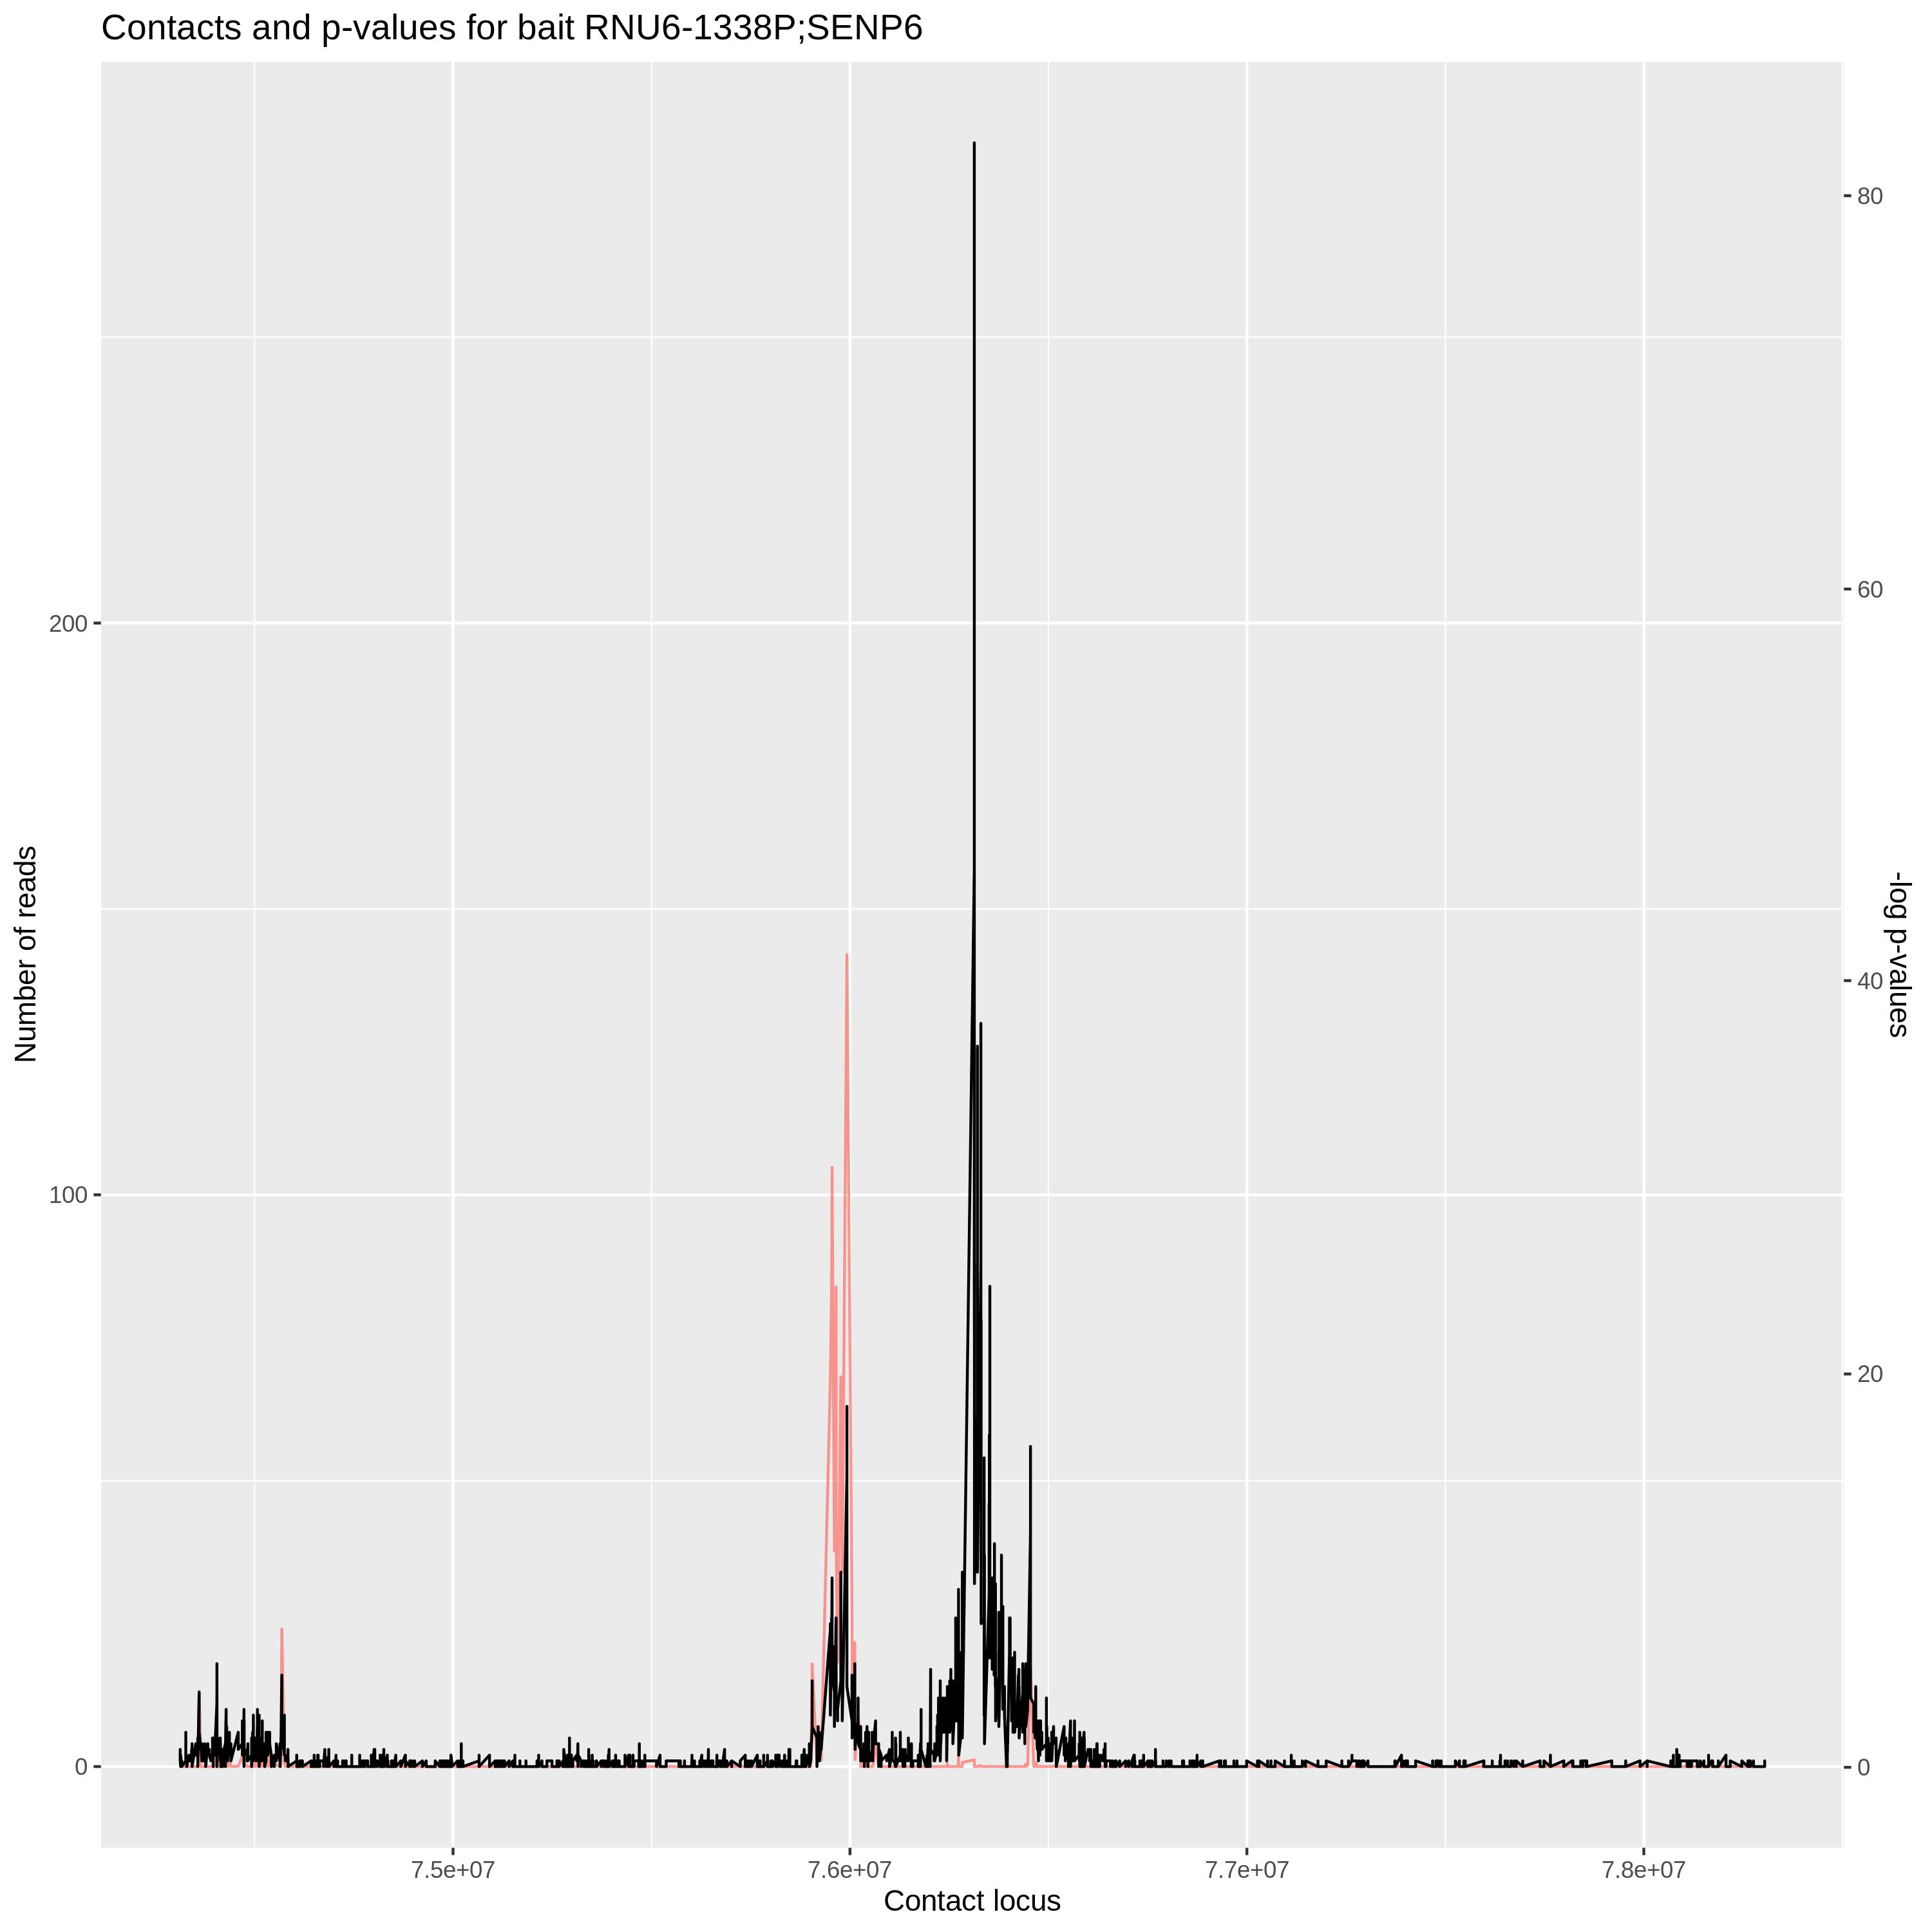 Contacts and p-values for bait RNU6-1338P;SENP6
Number of reads
200
100
0
80
60
40
20
0
-log p-values
7.5e+07 7.6e+07 7.7e+07 7.8e+07
Contact locus